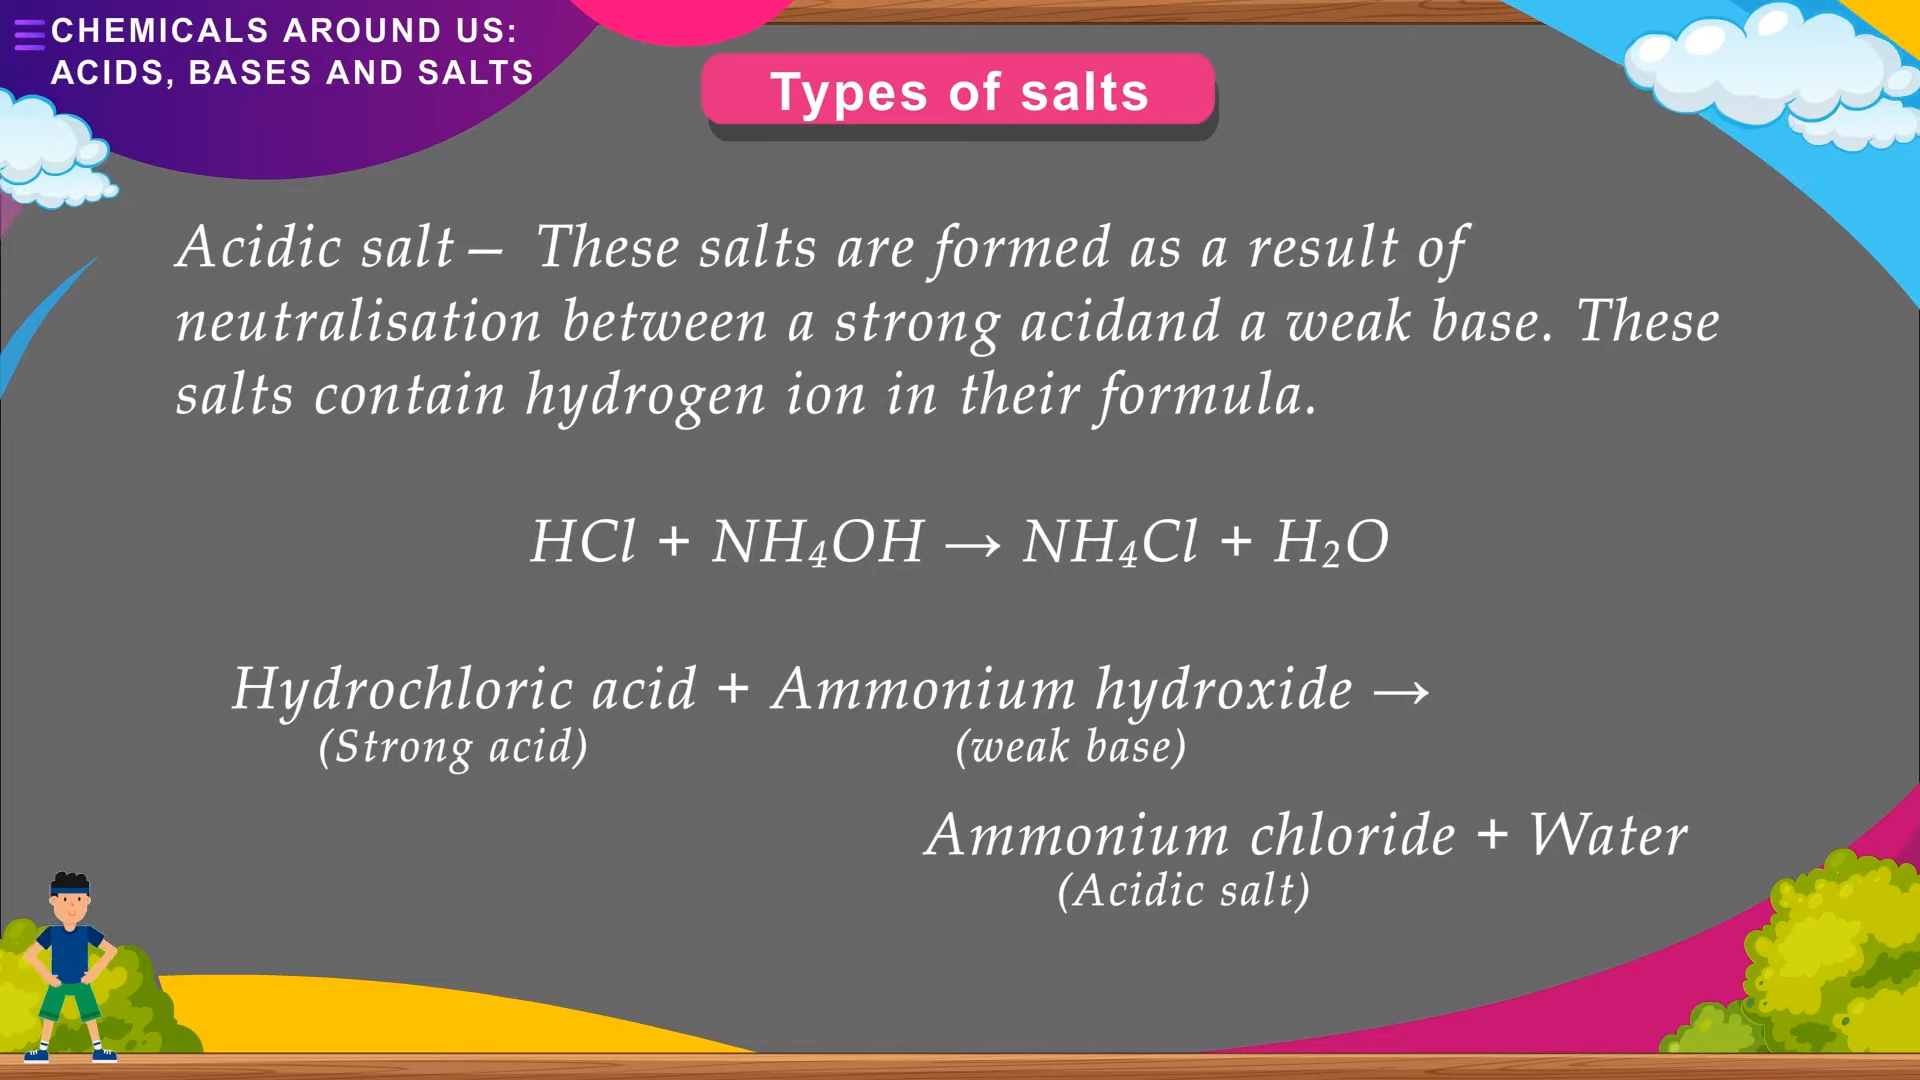 CHEMICALS AROUND US:
ACIDS, BASES AND SALTS
Types of salts
Acidic salt – These salts are formed as a result of
neutralisation between a strong acidand a weak base. These
salts contain hydrogen ion in their formula.
HCl + NH₄OH → NH₄Cl + H₂O
Hydrochloric acid + Ammonium hydroxide →
(Strong acid) (weak base)
Ammonium chloride + Water
(Acidic salt)